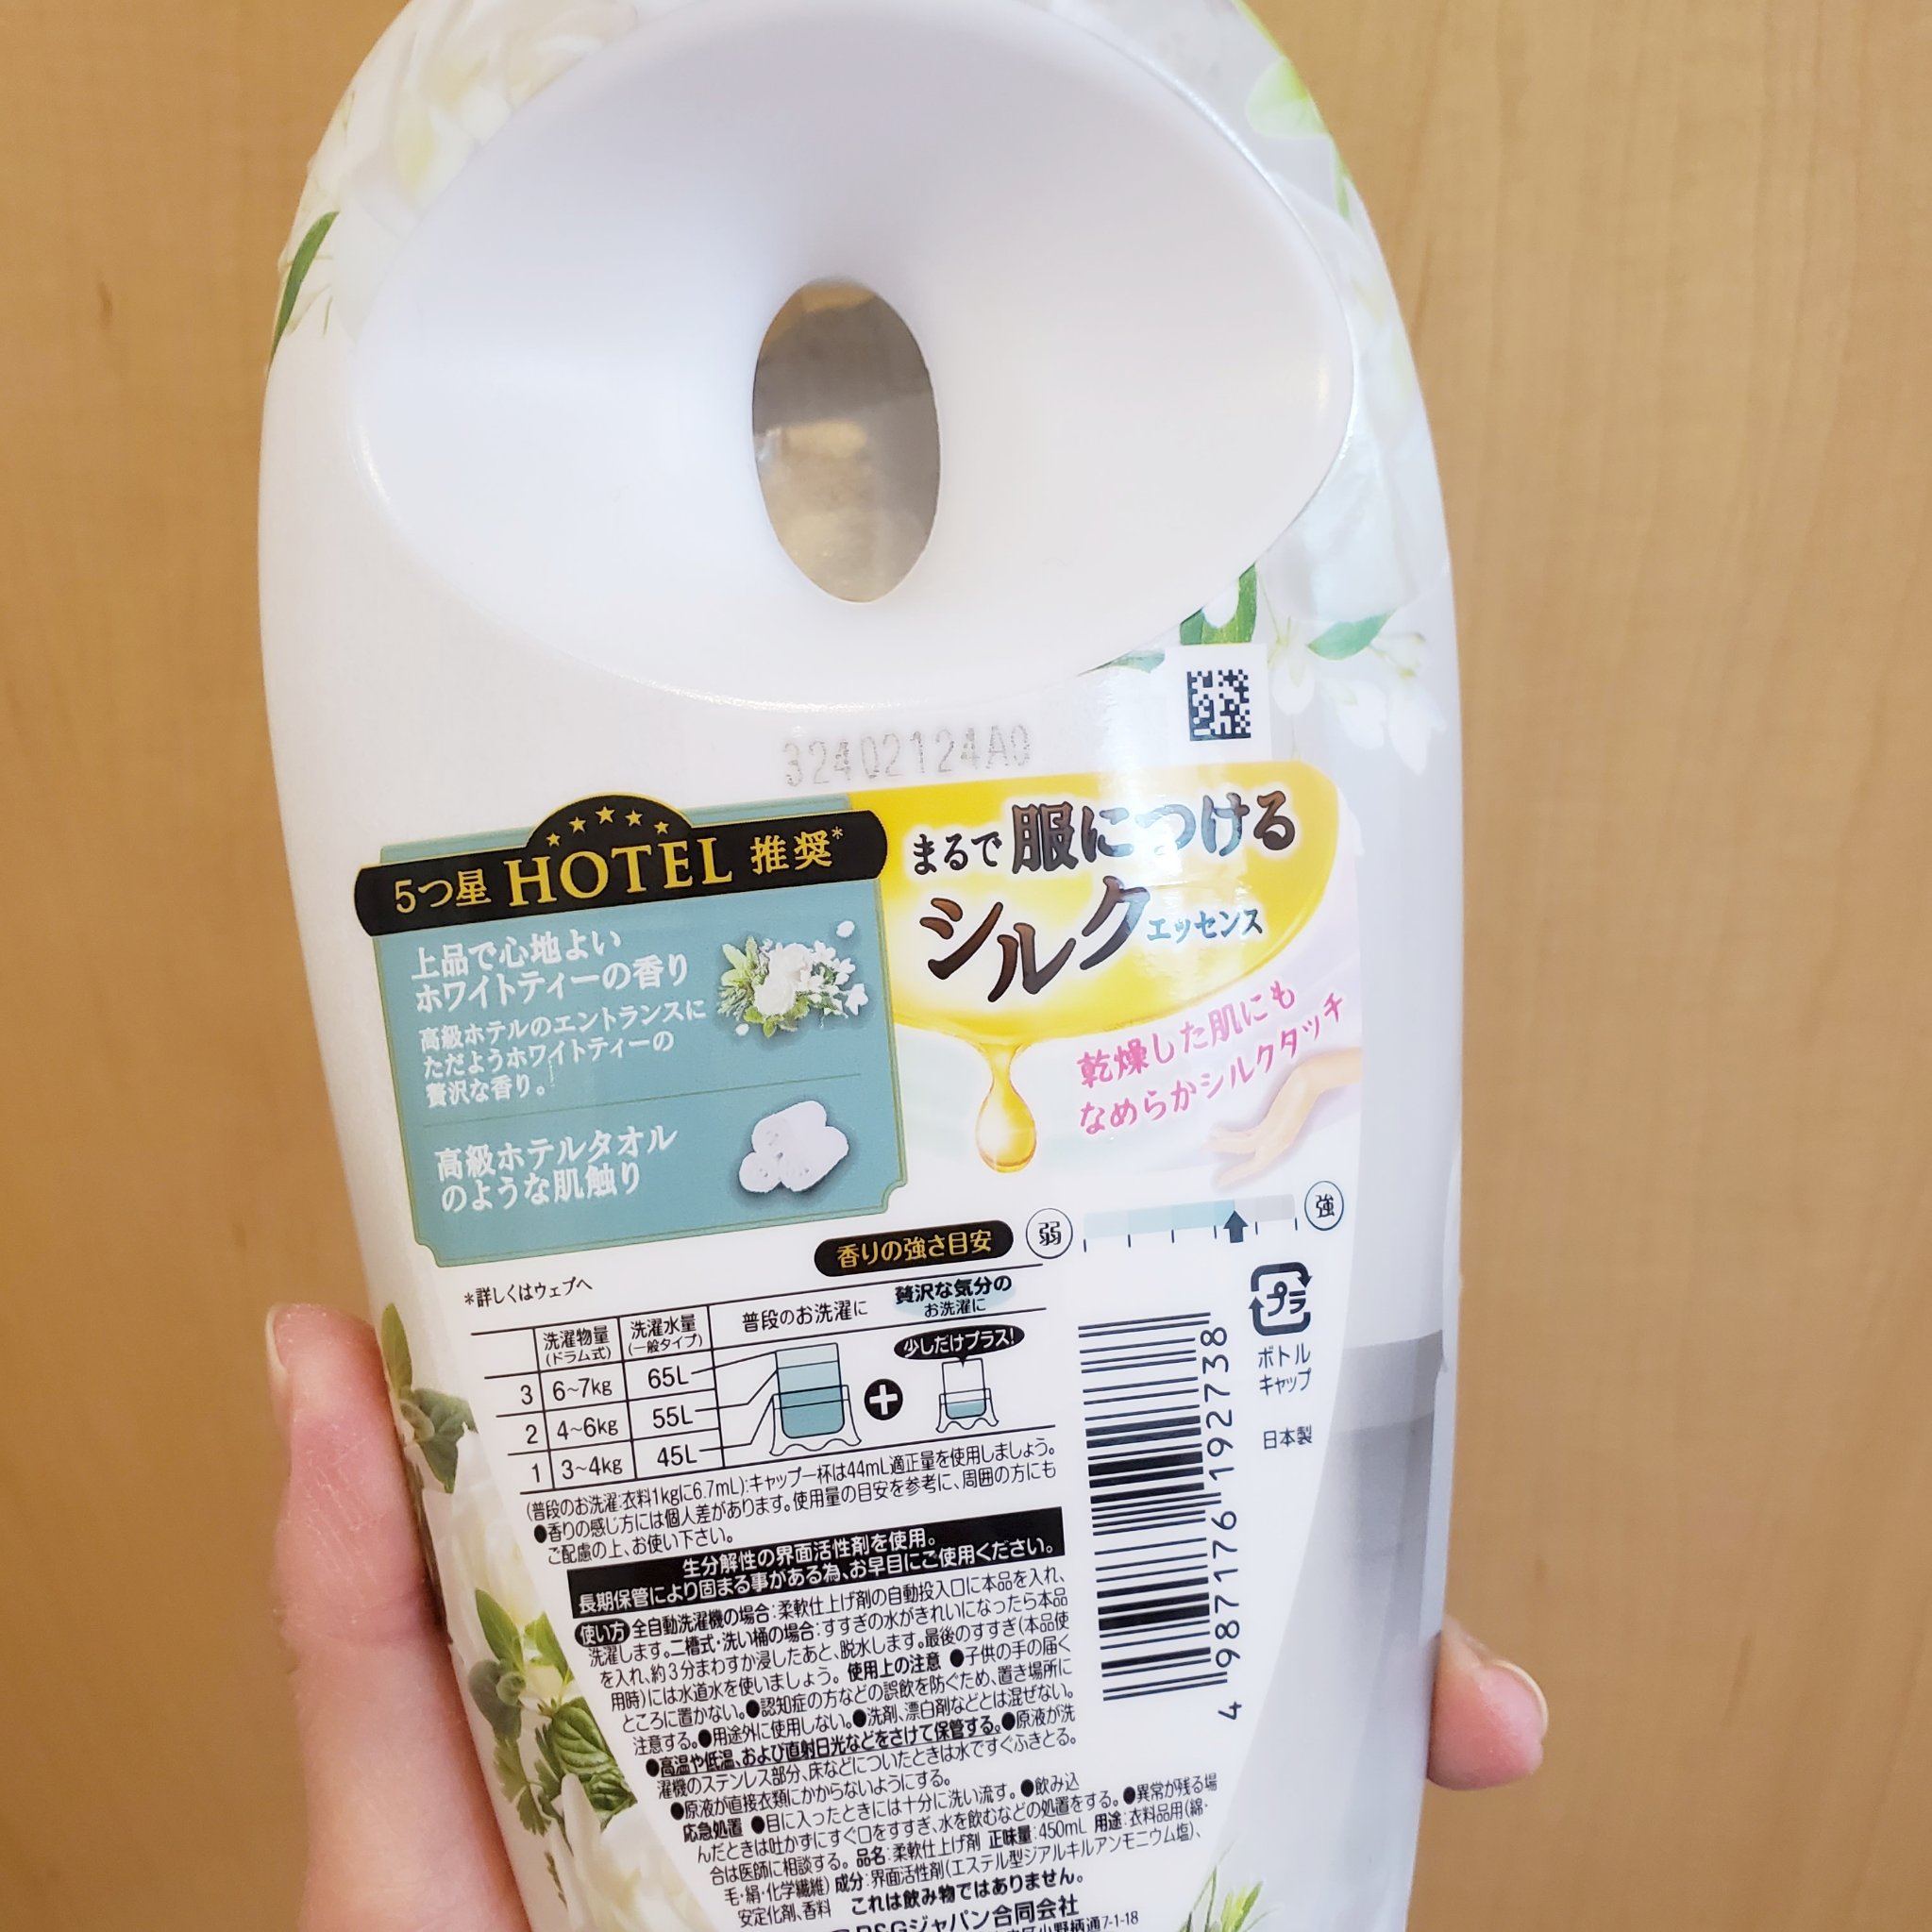 32402124A0
5つ星 HOTEL 推奨*
上品で心地よい
ホワイトティーの香り
高級ホテルのエントランスに
ただようホワイトティーの
贅沢な香り。
高級ホテルタオル
のような肌触り
まるで服につける
シルクエッセンス
乾燥した肌にも
なめらかシルクタッチ
香りの強さ目安 弱 強
*詳しくはウェブへ
洗濯物量 (ドラム式) 洗濯水量 (一般タイプ) 普段のお洗濯に 贅沢な気分の お洗濯に
少しだけプラス!
3 6~7kg 65L
2 4~6kg 55L
1 3~4kg 45L
(普段のお洗濯:衣料1kgに6.7mL):キャップ一杯は44mL適正量を使用しましょう。
●香りの感じ方には個人差があります。使用量の目安を参考に、周囲の方にも
ご配慮の上、お使い下さい。
生分解性の界面活性剤を使用。
長期保管により固まる事がある為、お早目にご使用ください。
使い方 全自動洗濯機の場合:柔軟仕上げ剤の自動投入口に本品を入れ、
洗濯します。二槽式・洗い桶の場合:すすぎの水がきれいになったら本品
を入れ、約3分まわすか浸したあと、脱水します。最後のすすぎ(本品使
用時)には水道水を使いましょう。 使用上の注意 ●子供の手の届く
ところに置かない。●認知症の方などの誤飲を防ぐため、置き場所に
注意する。●用途外に使用しない。●洗剤、漂白剤などとは混ぜない。
●高温や低温、および直射日光などをさけて保管する。●原液が洗
濯機のステンレス部分、床などについたときは水ですぐふきとる。
●原液が直接衣類にかからないようにする。
応急処置 ●目に入ったときには十分に洗い流す。●飲み込
んだときは吐かずにすぐ口をすすぎ、水を飲むなどの処置をする。●異常が残る場
合は医師に相談する。 品名:柔軟仕上げ剤 正味量:450mL 用途:衣料品用(綿・
毛・絹・化学繊維) 成分:界面活性剤(エステル型ジアルキルアンモニウム塩)、
安定化剤、香料 これは飲み物ではありません。
P&Gジャパン合同会社
小野柄通7-1-18
プラ
ボトル
キャップ
日本製
4 987176 192738